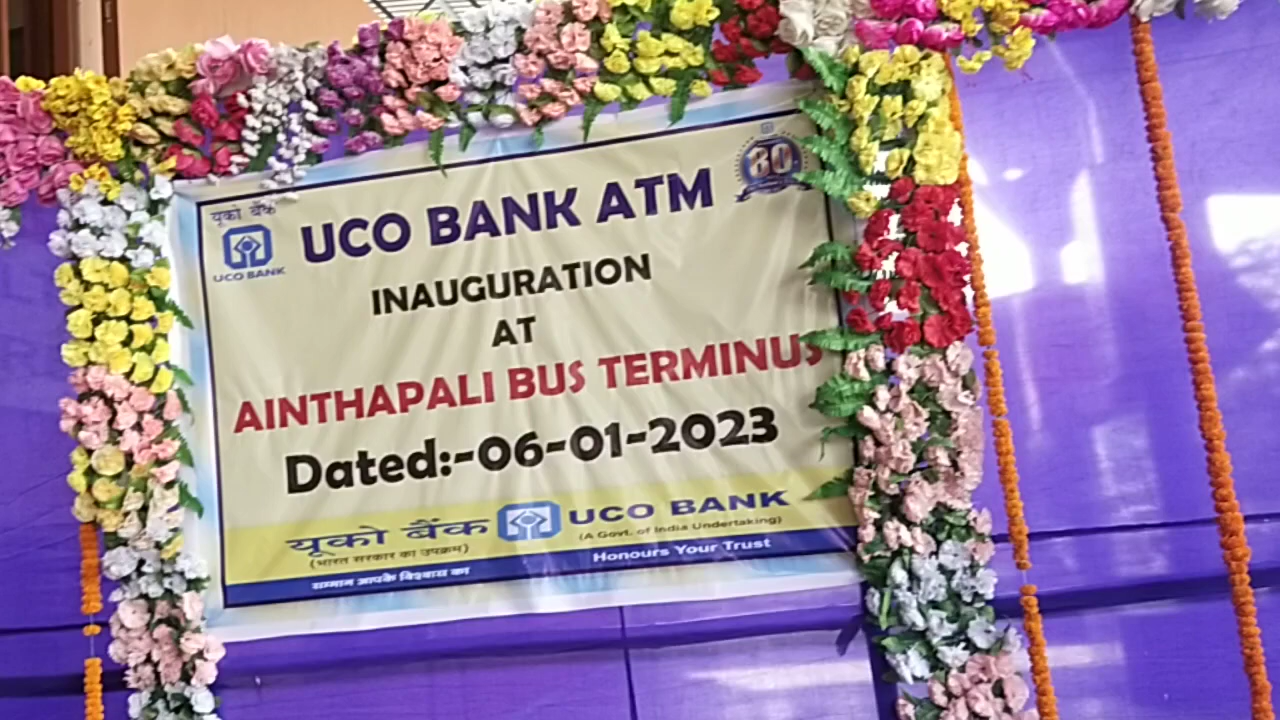 यूको बैंक
UCO BANK
80
UCO BANK ATM
INAUGURATION
AT
AINTHAPALI BUS TERMINUS
Dated:-06-01-2023
यूको बैंक
(भारत सरकार का उपक्रम)
सम्मान आपके विश्वास का
UCO BANK
(A Govt. of India Undertaking)
Honours Your Trust